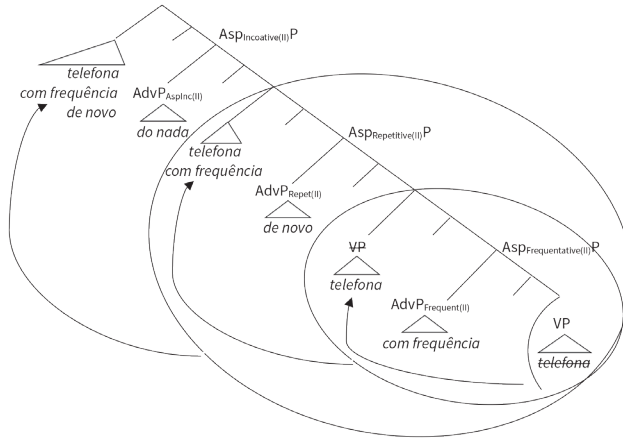 Asp_Incoative(II)P
telefona
com frequência
de novo
AdvP_AspInc(II)
do nada
telefona
com frequência
Asp_Repetitive(II)P
AdvP_Repet(II)
de novo
VP
telefona
Asp_Frequentative(II)P
AdvP_Frequent(II)
com frequência
VP
telefona